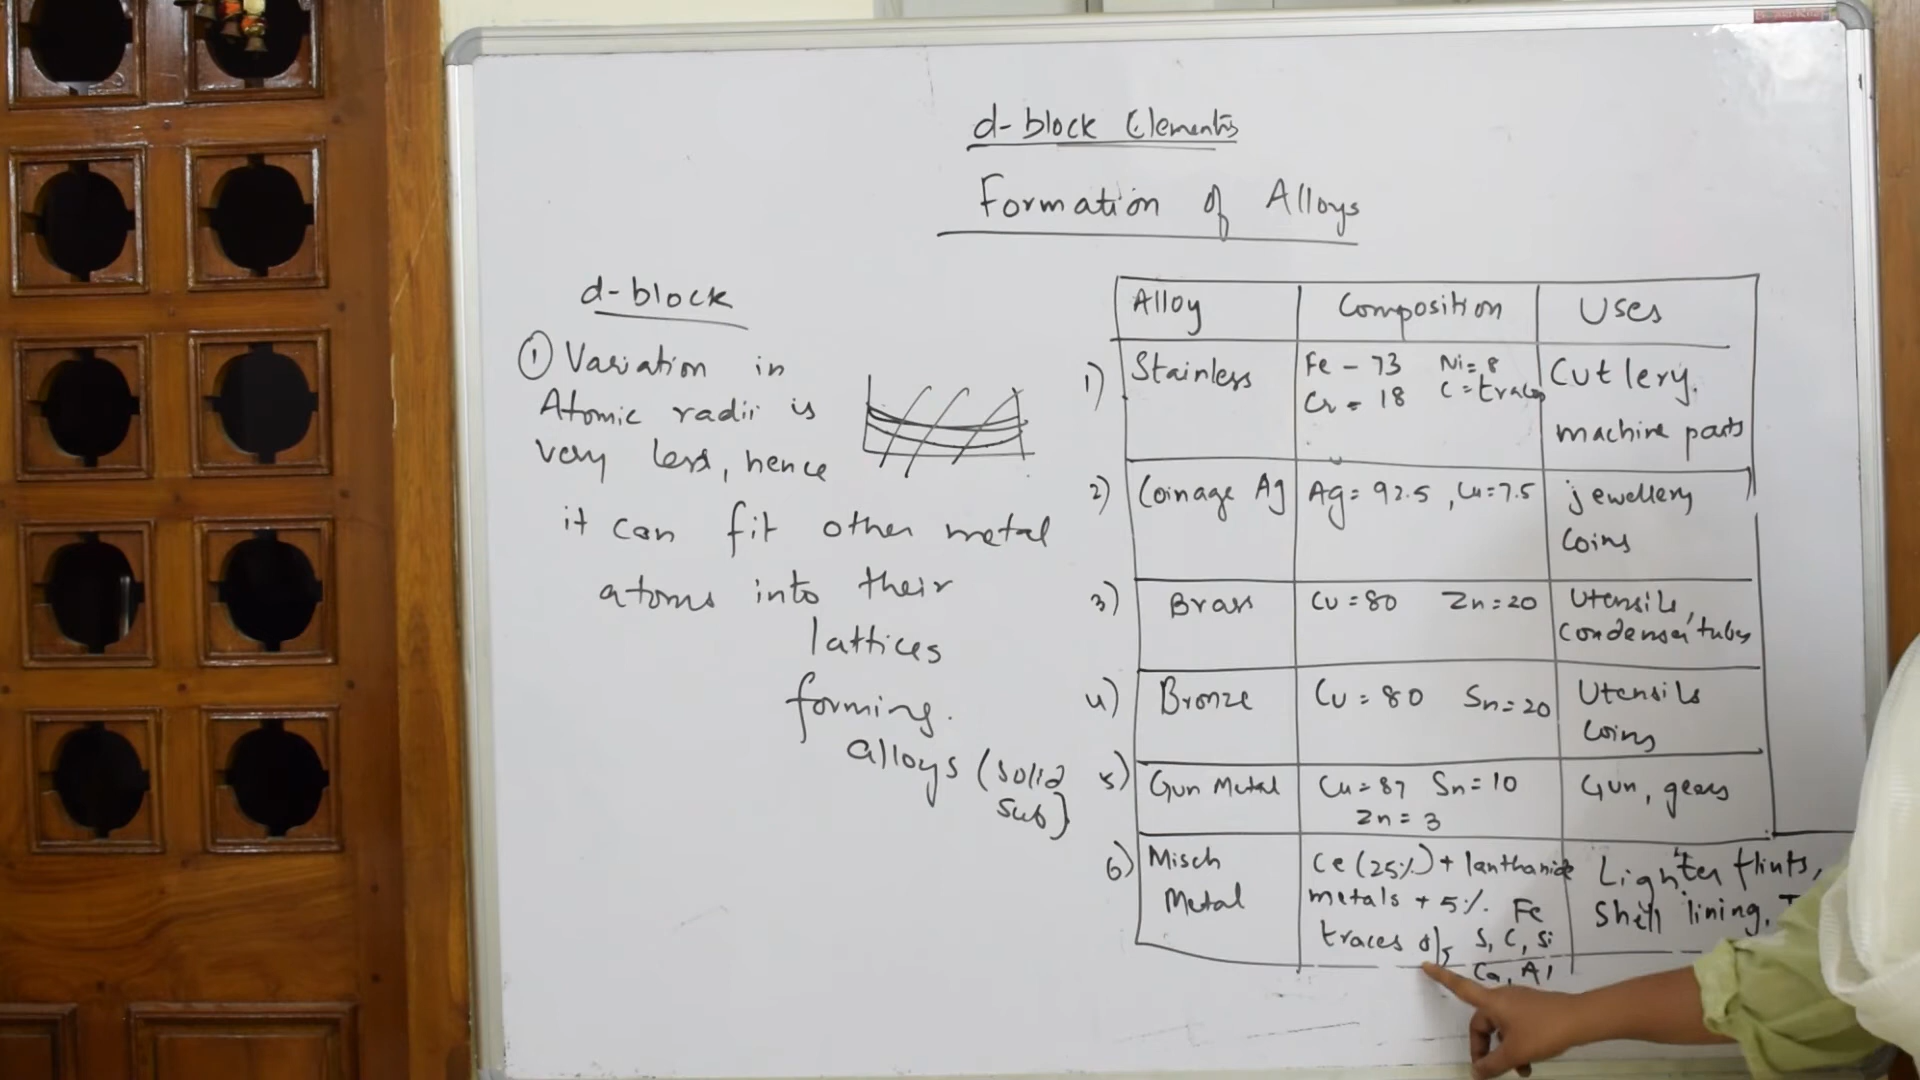 d-block Elements
Formation of Alloys
d-block
① Variation in
Atomic radii is
very less, hence
it can fit other metal
atoms into their
lattices
forming.
alloys (solid
sub)
Alloy Composition Uses
1) Stainless Fe - 73 Ni = 8 Cutlery.
Cr = 18 C = traces machine parts
2) Coinage Ag Ag = 92.5, Cu = 7.5 jewellery
Coins
3) Brass Cu = 80 Zn = 20 Utensils,
condenser tubes
4) Bronze Cu = 80 Sn = 20 Utensils
Coins
5) Gun Metal Cu = 87 Sn = 10 Gun, gears
Zn = 3
6) Misch Ce (25%) + lanthanide Lighter flints,
Metal metals + 5% Fe Shell lining,
traces of S, C, Si
Ca, Al